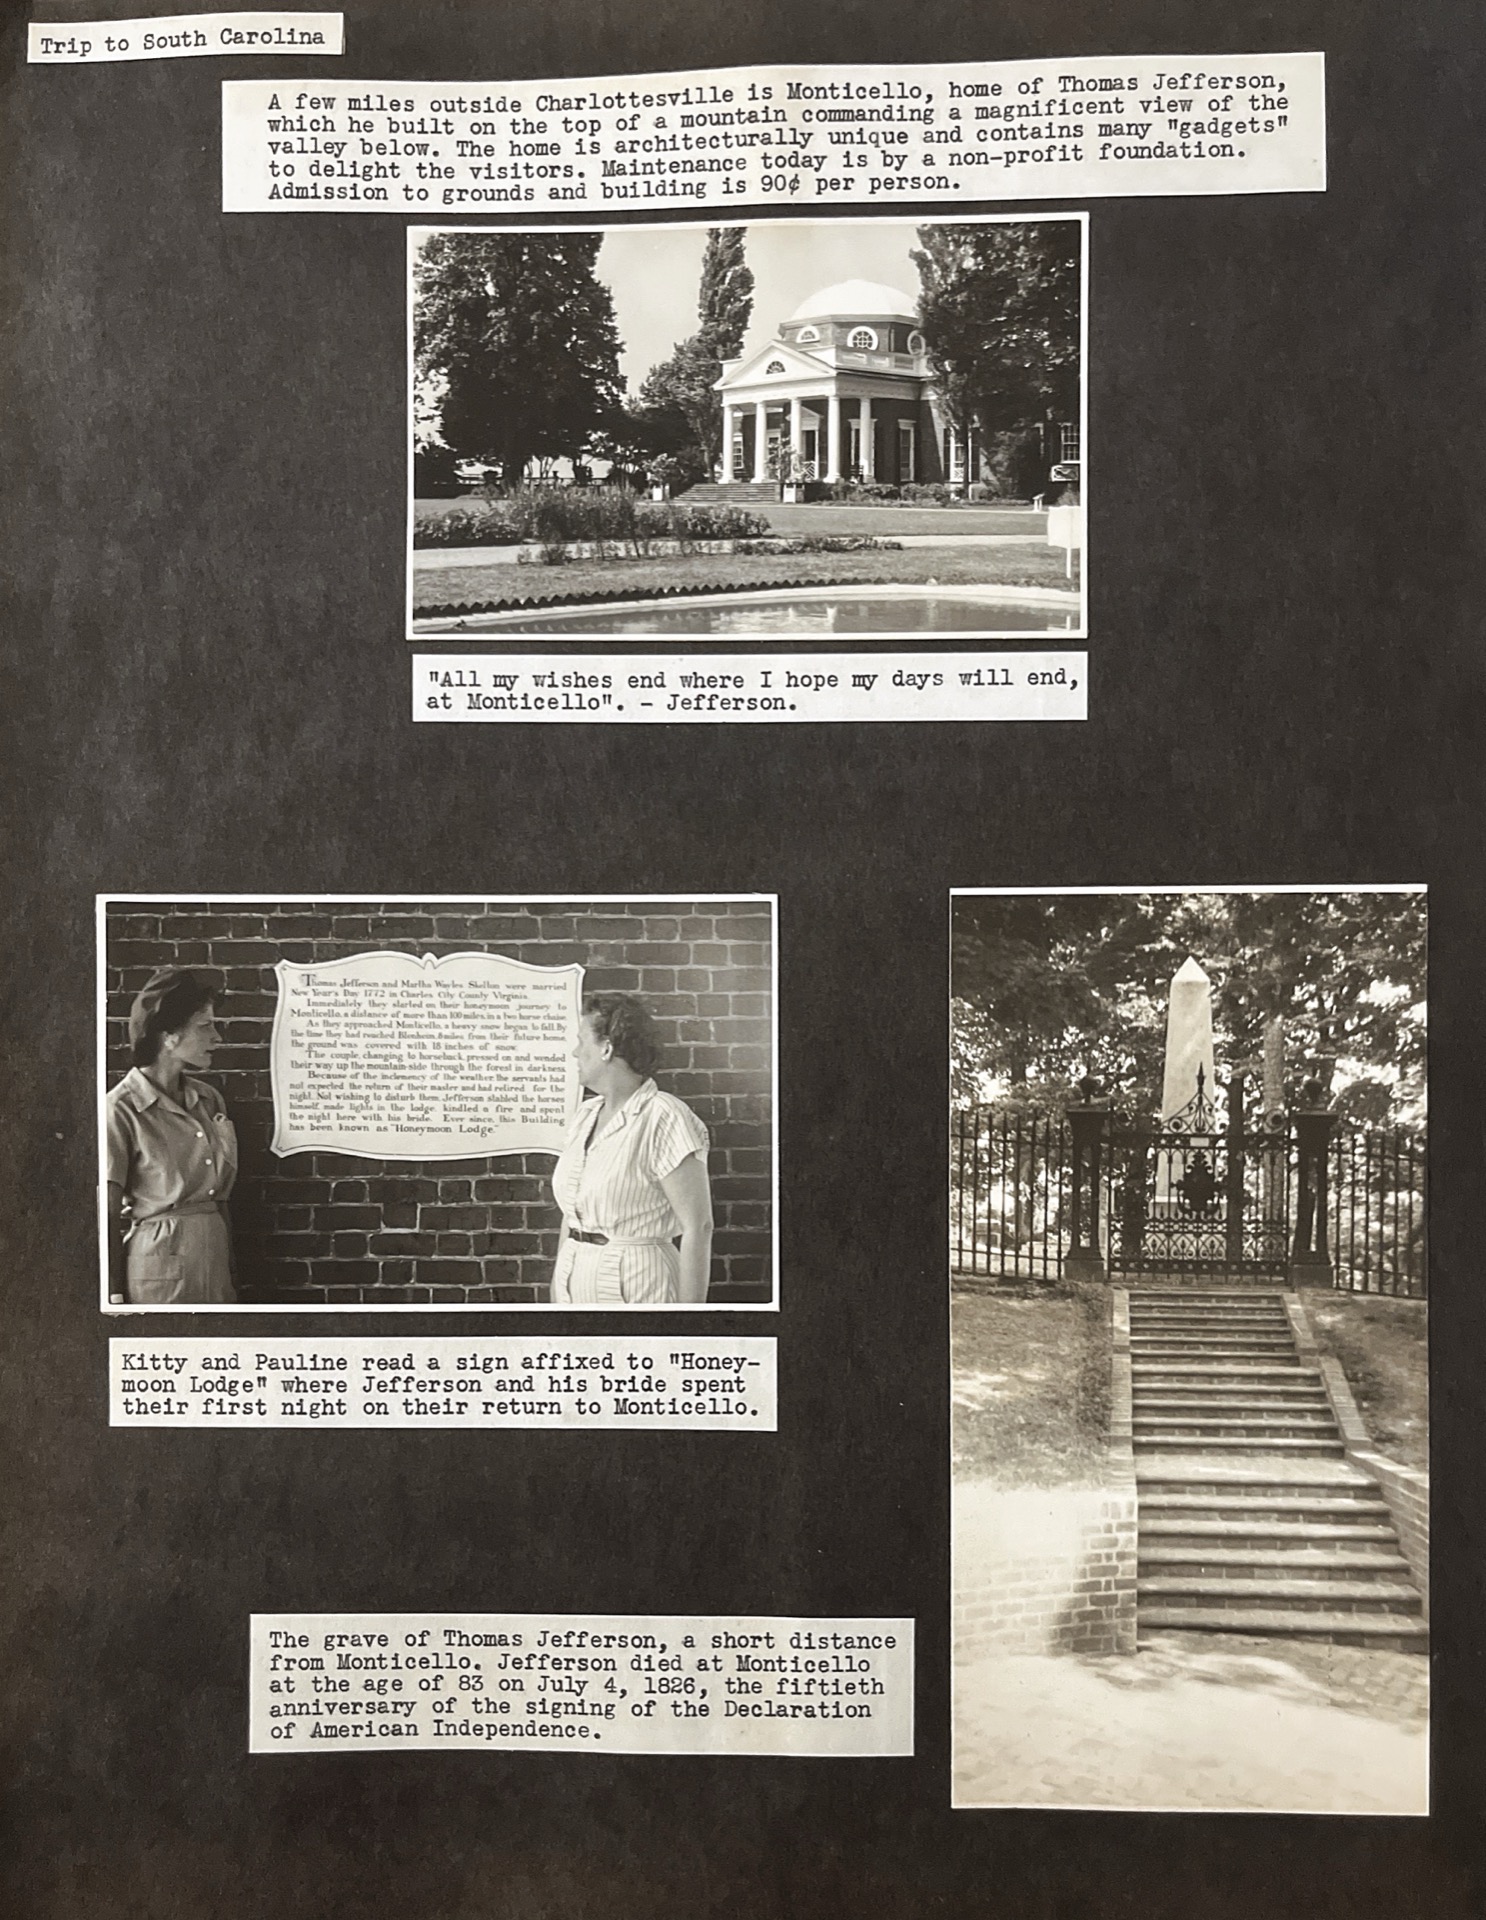 Trip to South Carolina
A few miles outside Charlottesville is Monticello, home of Thomas Jefferson,
which he built on the top of a mountain commanding a magnificent view of the
valley below. The home is architecturally unique and contains many "gadgets"
to delight the visitors. Maintenance today is by a non-profit foundation.
Admission to grounds and building is 90¢ per person.
"All my wishes end where I hope my days will end,
at Monticello". - Jefferson.
Thomas Jefferson and Martha Wayles Skelton were married
New Year's Day 1772 in Charles City County Virginia.
Immediately they started on their honeymoon journey to
Monticello, a distance of more than 100 miles, in a two horse chaise.
As they approached Monticello, a heavy snow began to fall. By
the time they had reached Blenheim, 8 miles from their future home,
the ground was covered with 18 inches of snow.
The couple, changing to horseback, pressed on and wended
their way up the mountain-side through the forest in darkness.
Because of the inclemency of the weather, the servants had
not expected the return of their master and had retired for the
night. Not wishing to disturb them, Jefferson stabled the horses
himself, made lights in the lodge, kindled a fire and spent
the night here with his bride. Ever since, this Building
has been known as "Honeymoon Lodge."
Kitty and Pauline read a sign affixed to "Honey-
moon Lodge" where Jefferson and his bride spent
their first night on their return to Monticello.
The grave of Thomas Jefferson, a short distance
from Monticello. Jefferson died at Monticello
at the age of 83 on July 4, 1826, the fiftieth
anniversary of the signing of the Declaration
of American Independence.